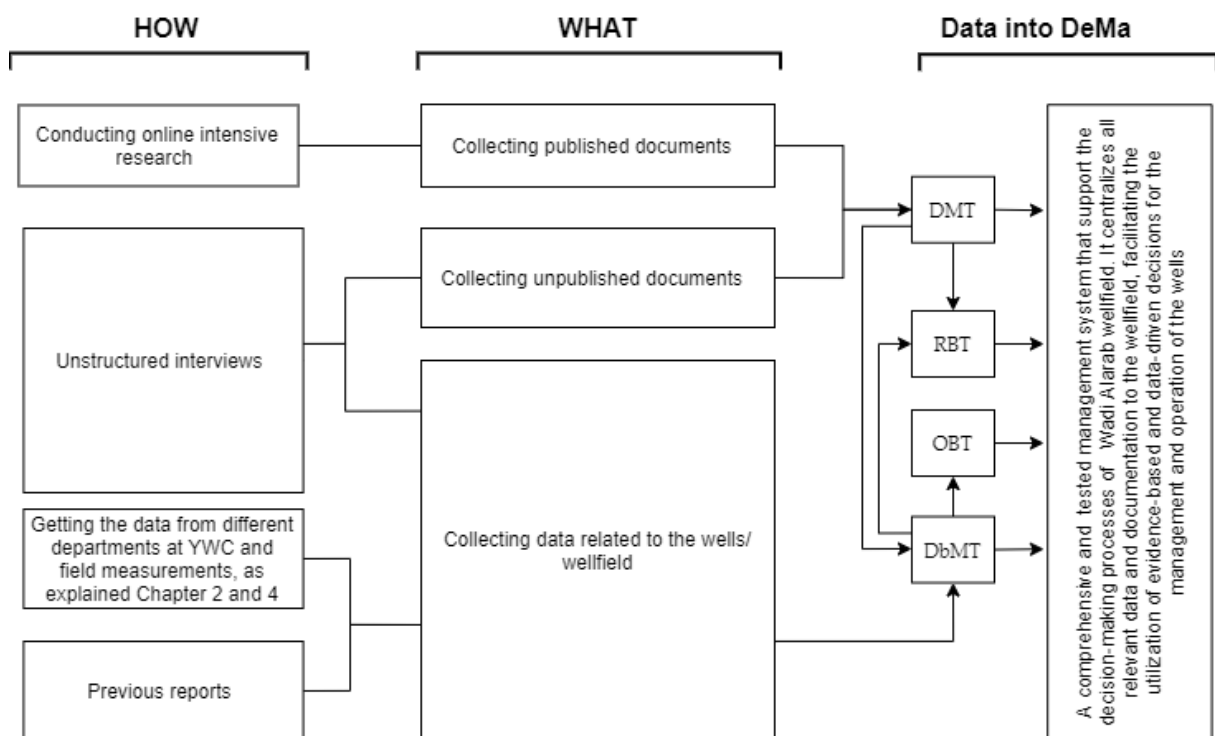 HOW
WHAT
Data into DeMa
Conducting online intensive
research
Collecting published documents
Unstructured interviews
Collecting unpublished documents
Getting the data from different
departments at YWC and
field measurements, as
explained Chapter 2 and 4
Previous reports
Collecting data related to the wells/
wellfield
DMT
RBT
OBT
DbMT
A comprehensive and tested management system that support the
decision-making processes of Wadi Alarab wellfield. It centralizes all
relevant data and documentation to the wellfield, facilitating the
utilization of evidence-based and data-driven decisions for the
management and operation of the wells